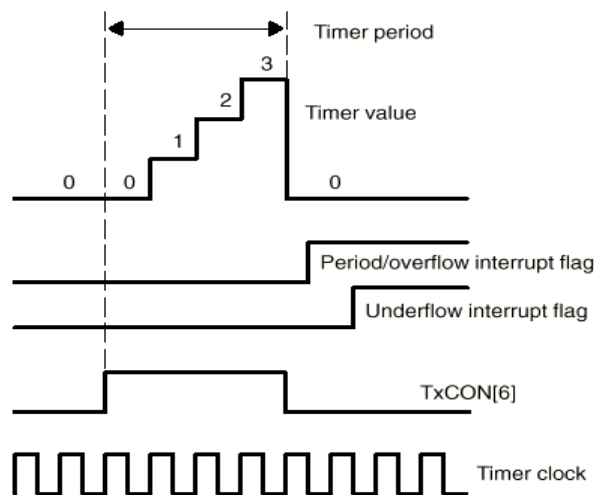 Timer period
3
2
Timer value
1
0 0 0
Period/overflow interrupt flag
Underflow interrupt flag
TxCON[6]
Timer clock